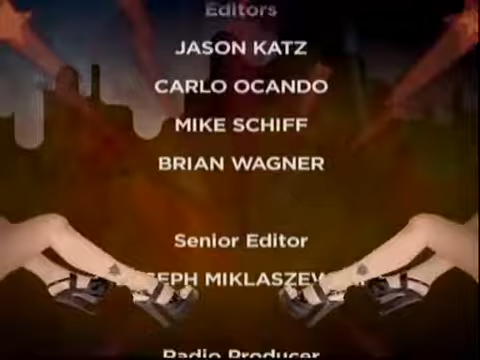 Editors
JASON KATZ
CARLO OCANDO
MIKE SCHIFF
BRIAN WAGNER
Senior Editor
Radio Producer